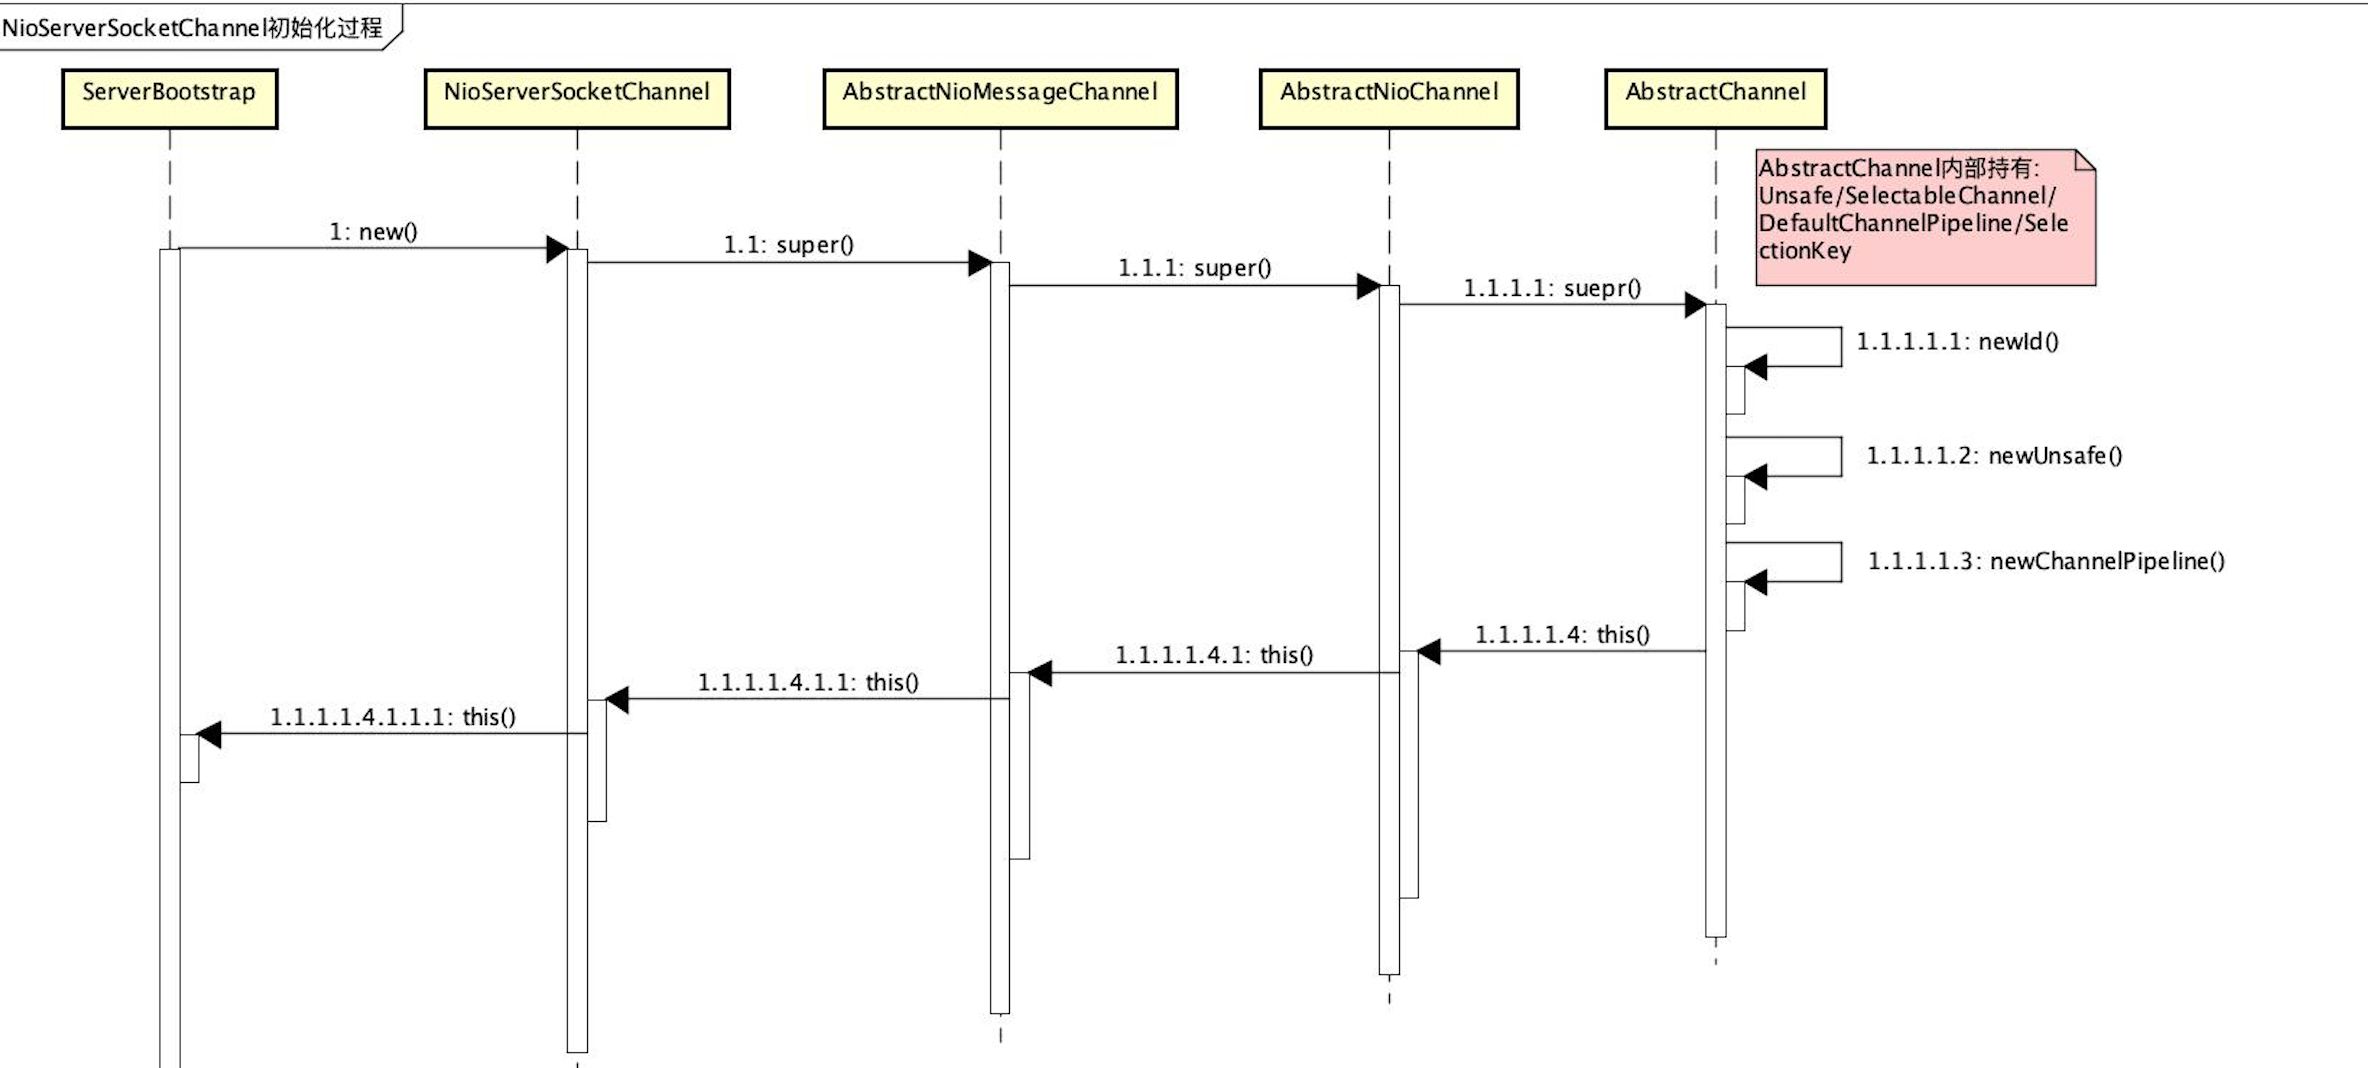 NioServerSocketChannel初始化过程
ServerBootstrap
NioServerSocketChannel
AbstractNioMessageChannel
AbstractNioChannel
AbstractChannel
AbstractChannel内部持有:
Unsafe/SelectableChannel/
DefaultChannelPipeline/Sele
ctionKey
1: new()
1.1: super()
1.1.1: super()
1.1.1.1: suepr()
1.1.1.1.1: newId()
1.1.1.1.2: newUnsafe()
1.1.1.1.3: newChannelPipeline()
1.1.1.1.4: this()
1.1.1.1.4.1: this()
1.1.1.1.4.1.1: this()
1.1.1.1.4.1.1.1: this()